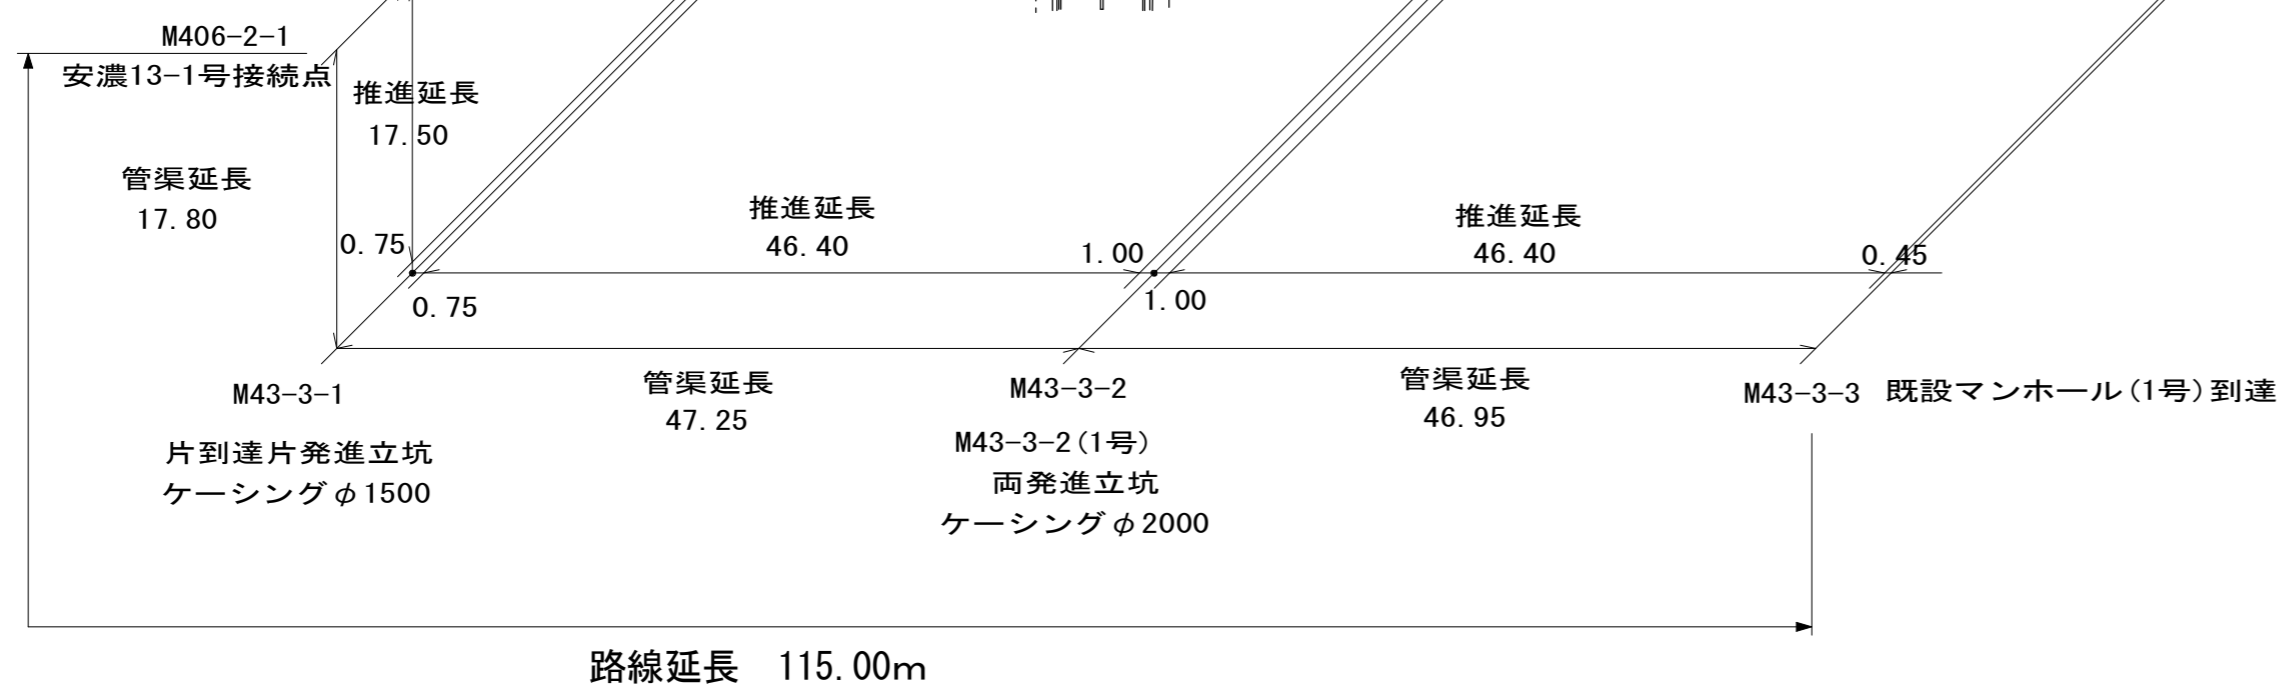 M406-2-1
安濃13-1号接続点
推進延長
17.50
管渠延長
17.80
推進延長
46.40
推進延長
46.40
0.75
1.00
0.45
0.75
1.00
管渠延長
47.25
管渠延長
46.95
M43-3-1
片到達片発進立坑
ケーシングφ1500
M43-3-2
M43-3-2(1号)
両発進立坑
ケーシングφ2000
M43-3-3 既設マンホール(1号)到達
路線延長 115.00m